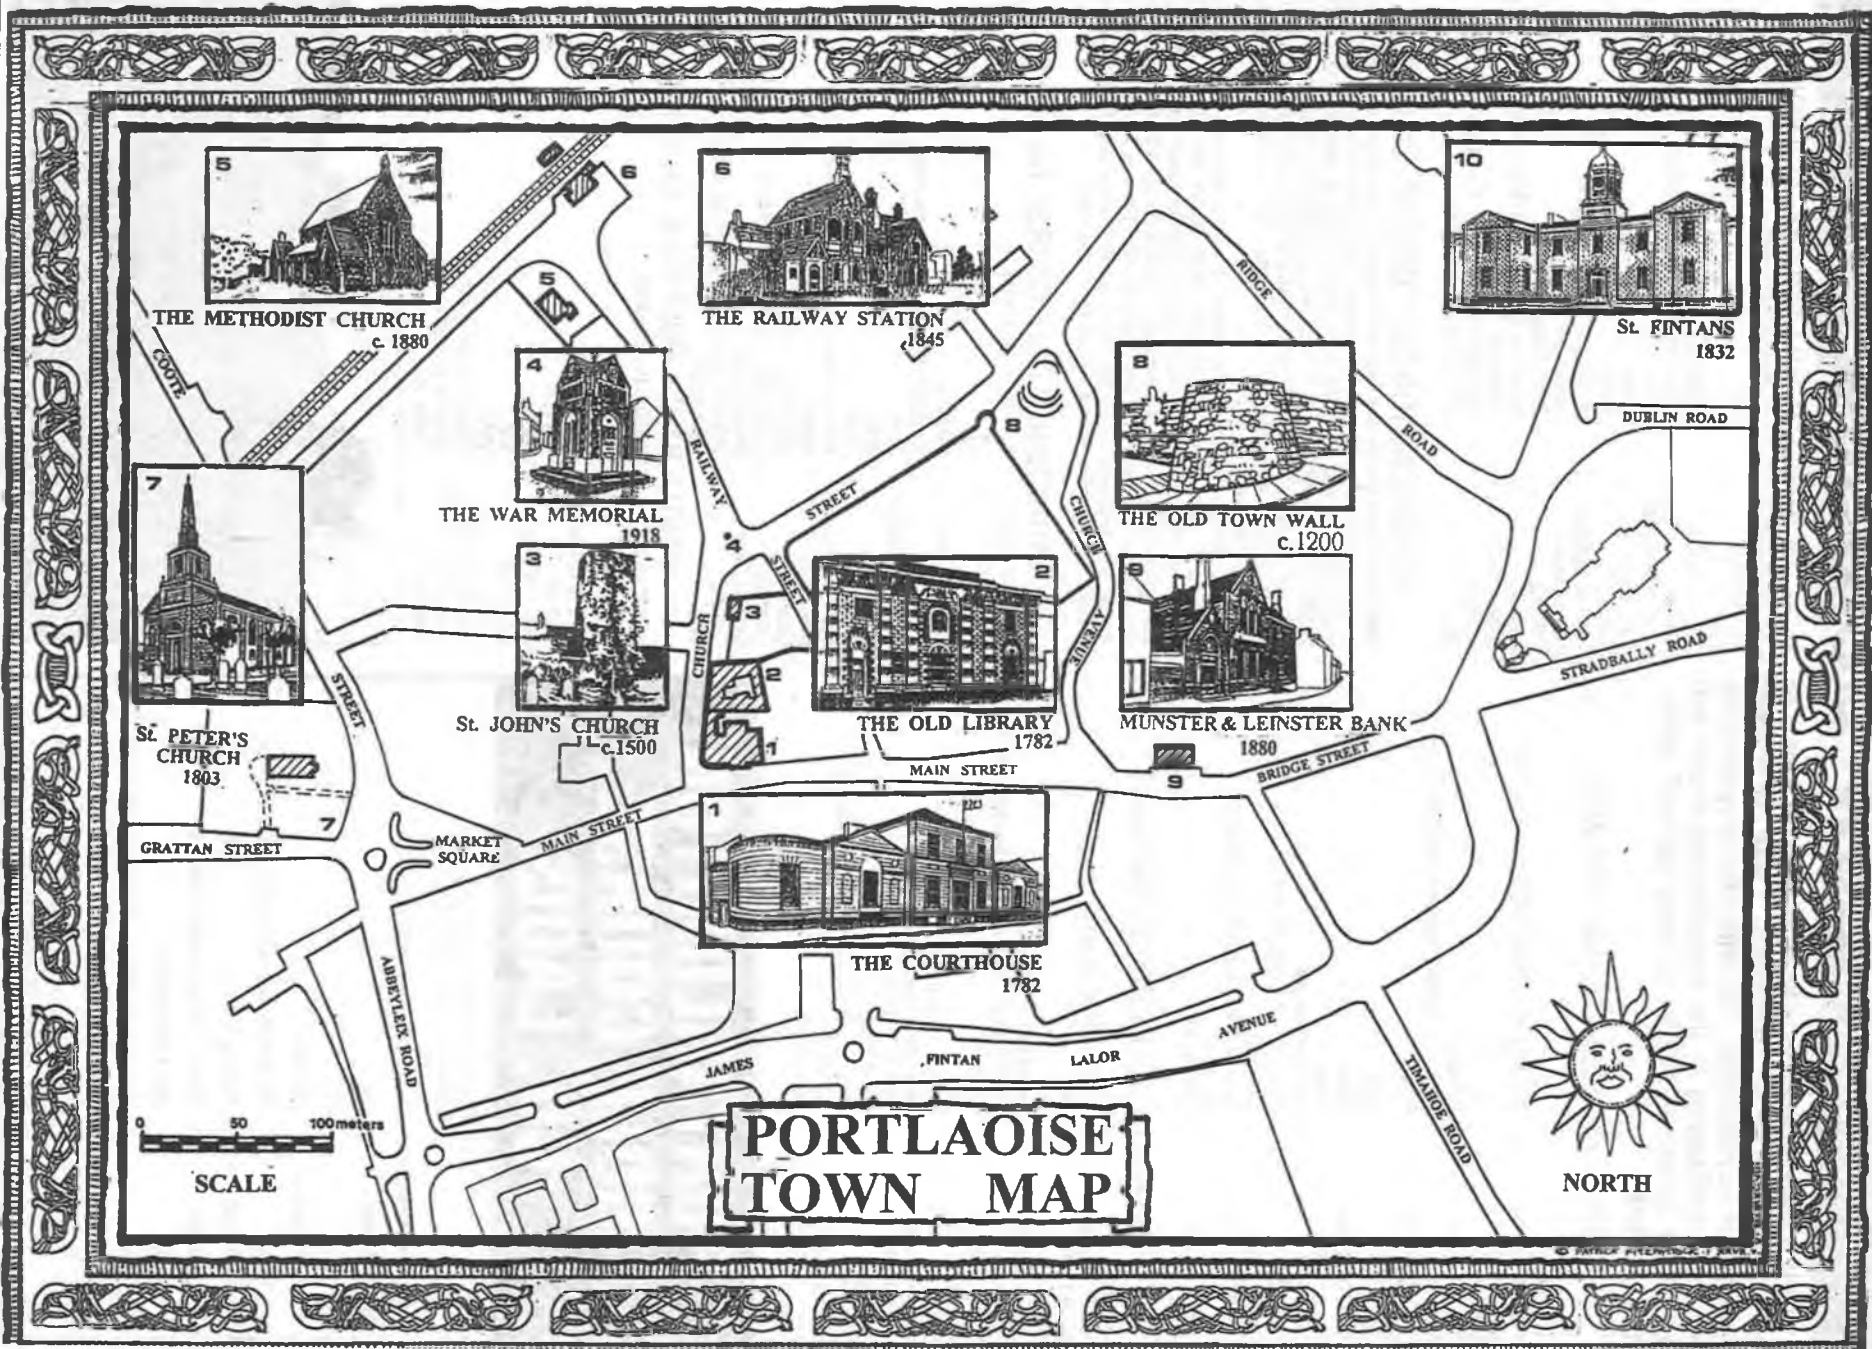 5
THE METHODIST CHURCH
c. 1880
6
6
THE RAILWAY STATION
1845
10
St. FINTANS
1832
5
RIDGE
ROAD
COOTE
STREET
4
THE WAR MEMORIAL
1918
8
THE OLD TOWN WALL
c.1200
DUBLIN ROAD
RAILWAY
STREET
STREET
8
CHURCH
AVENUE
4
7
St. PETER'S
CHURCH
1803
3
St. JOHN'S CHURCH
c.1500
CHURCH
3
2
1
2
THE OLD LIBRARY
1782
9
MUNSTER & LEINSTER BANK
1880
STRADBALLY ROAD
MAIN STREET
BRIDGE STREET
9
7
GRATTAN STREET
MARKET
SQUARE
MAIN STREET
1
THE COURTHOUSE
1782
ABBEYLEIX ROAD
JAMES
FINTAN
LALOR
AVENUE
TIMAHOE ROAD
0 50 100 meters
SCALE
PORTLAOISE
TOWN MAP
NORTH
© PATRICK FITZPATRICK